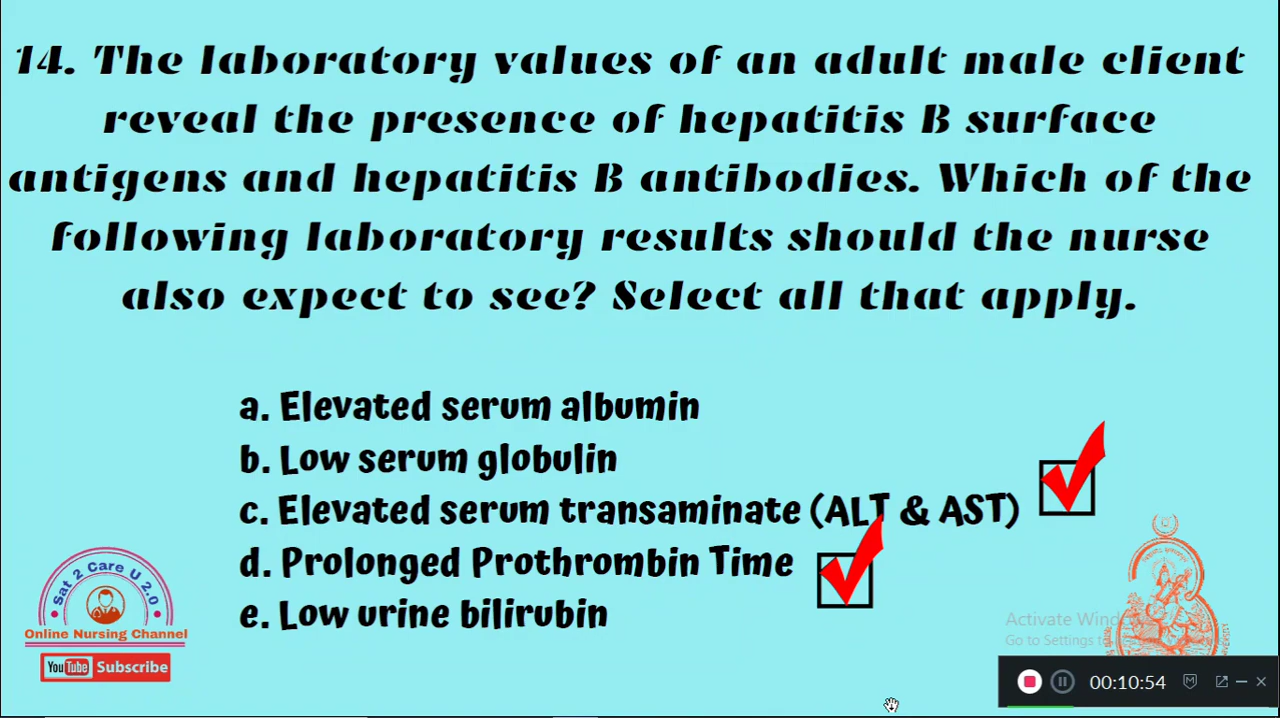 14. The laboratory values of an adult male client
reveal the presence of hepatitis B surface
antigens and hepatitis B antibodies. Which of the
following laboratory results should the nurse
also expect to see? Select all that apply.
a. Elevated serum albumin
b. Low serum globulin
c. Elevated serum transaminate (ALT & AST)
d. Prolonged Prothrombin Time
e. Low urine bilirubin
Sat 2 Care U 2.0
Online Nursing Channel
YouTube Subscribe
Activate Wind
Go to Settings t
00:10:54